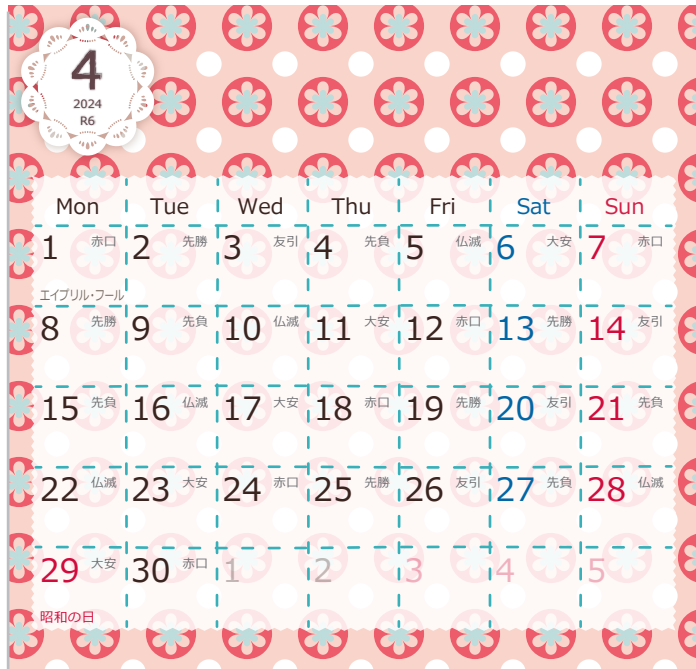 4
2024
R6
Mon Tue Wed Thu Fri Sat Sun
1 赤口 2 先勝 3 友引 4 先負 5 仏滅 6 大安 7 赤口
エイプリル・フール
8 先勝 9 先負 10 仏滅 11 大安 12 赤口 13 先勝 14 友引
15 先負 16 仏滅 17 大安 18 赤口 19 先勝 20 友引 21 先負
22 仏滅 23 大安 24 赤口 25 先勝 26 友引 27 先負 28 仏滅
29 大安 30 赤口 1 2 3 4 5
昭和の日